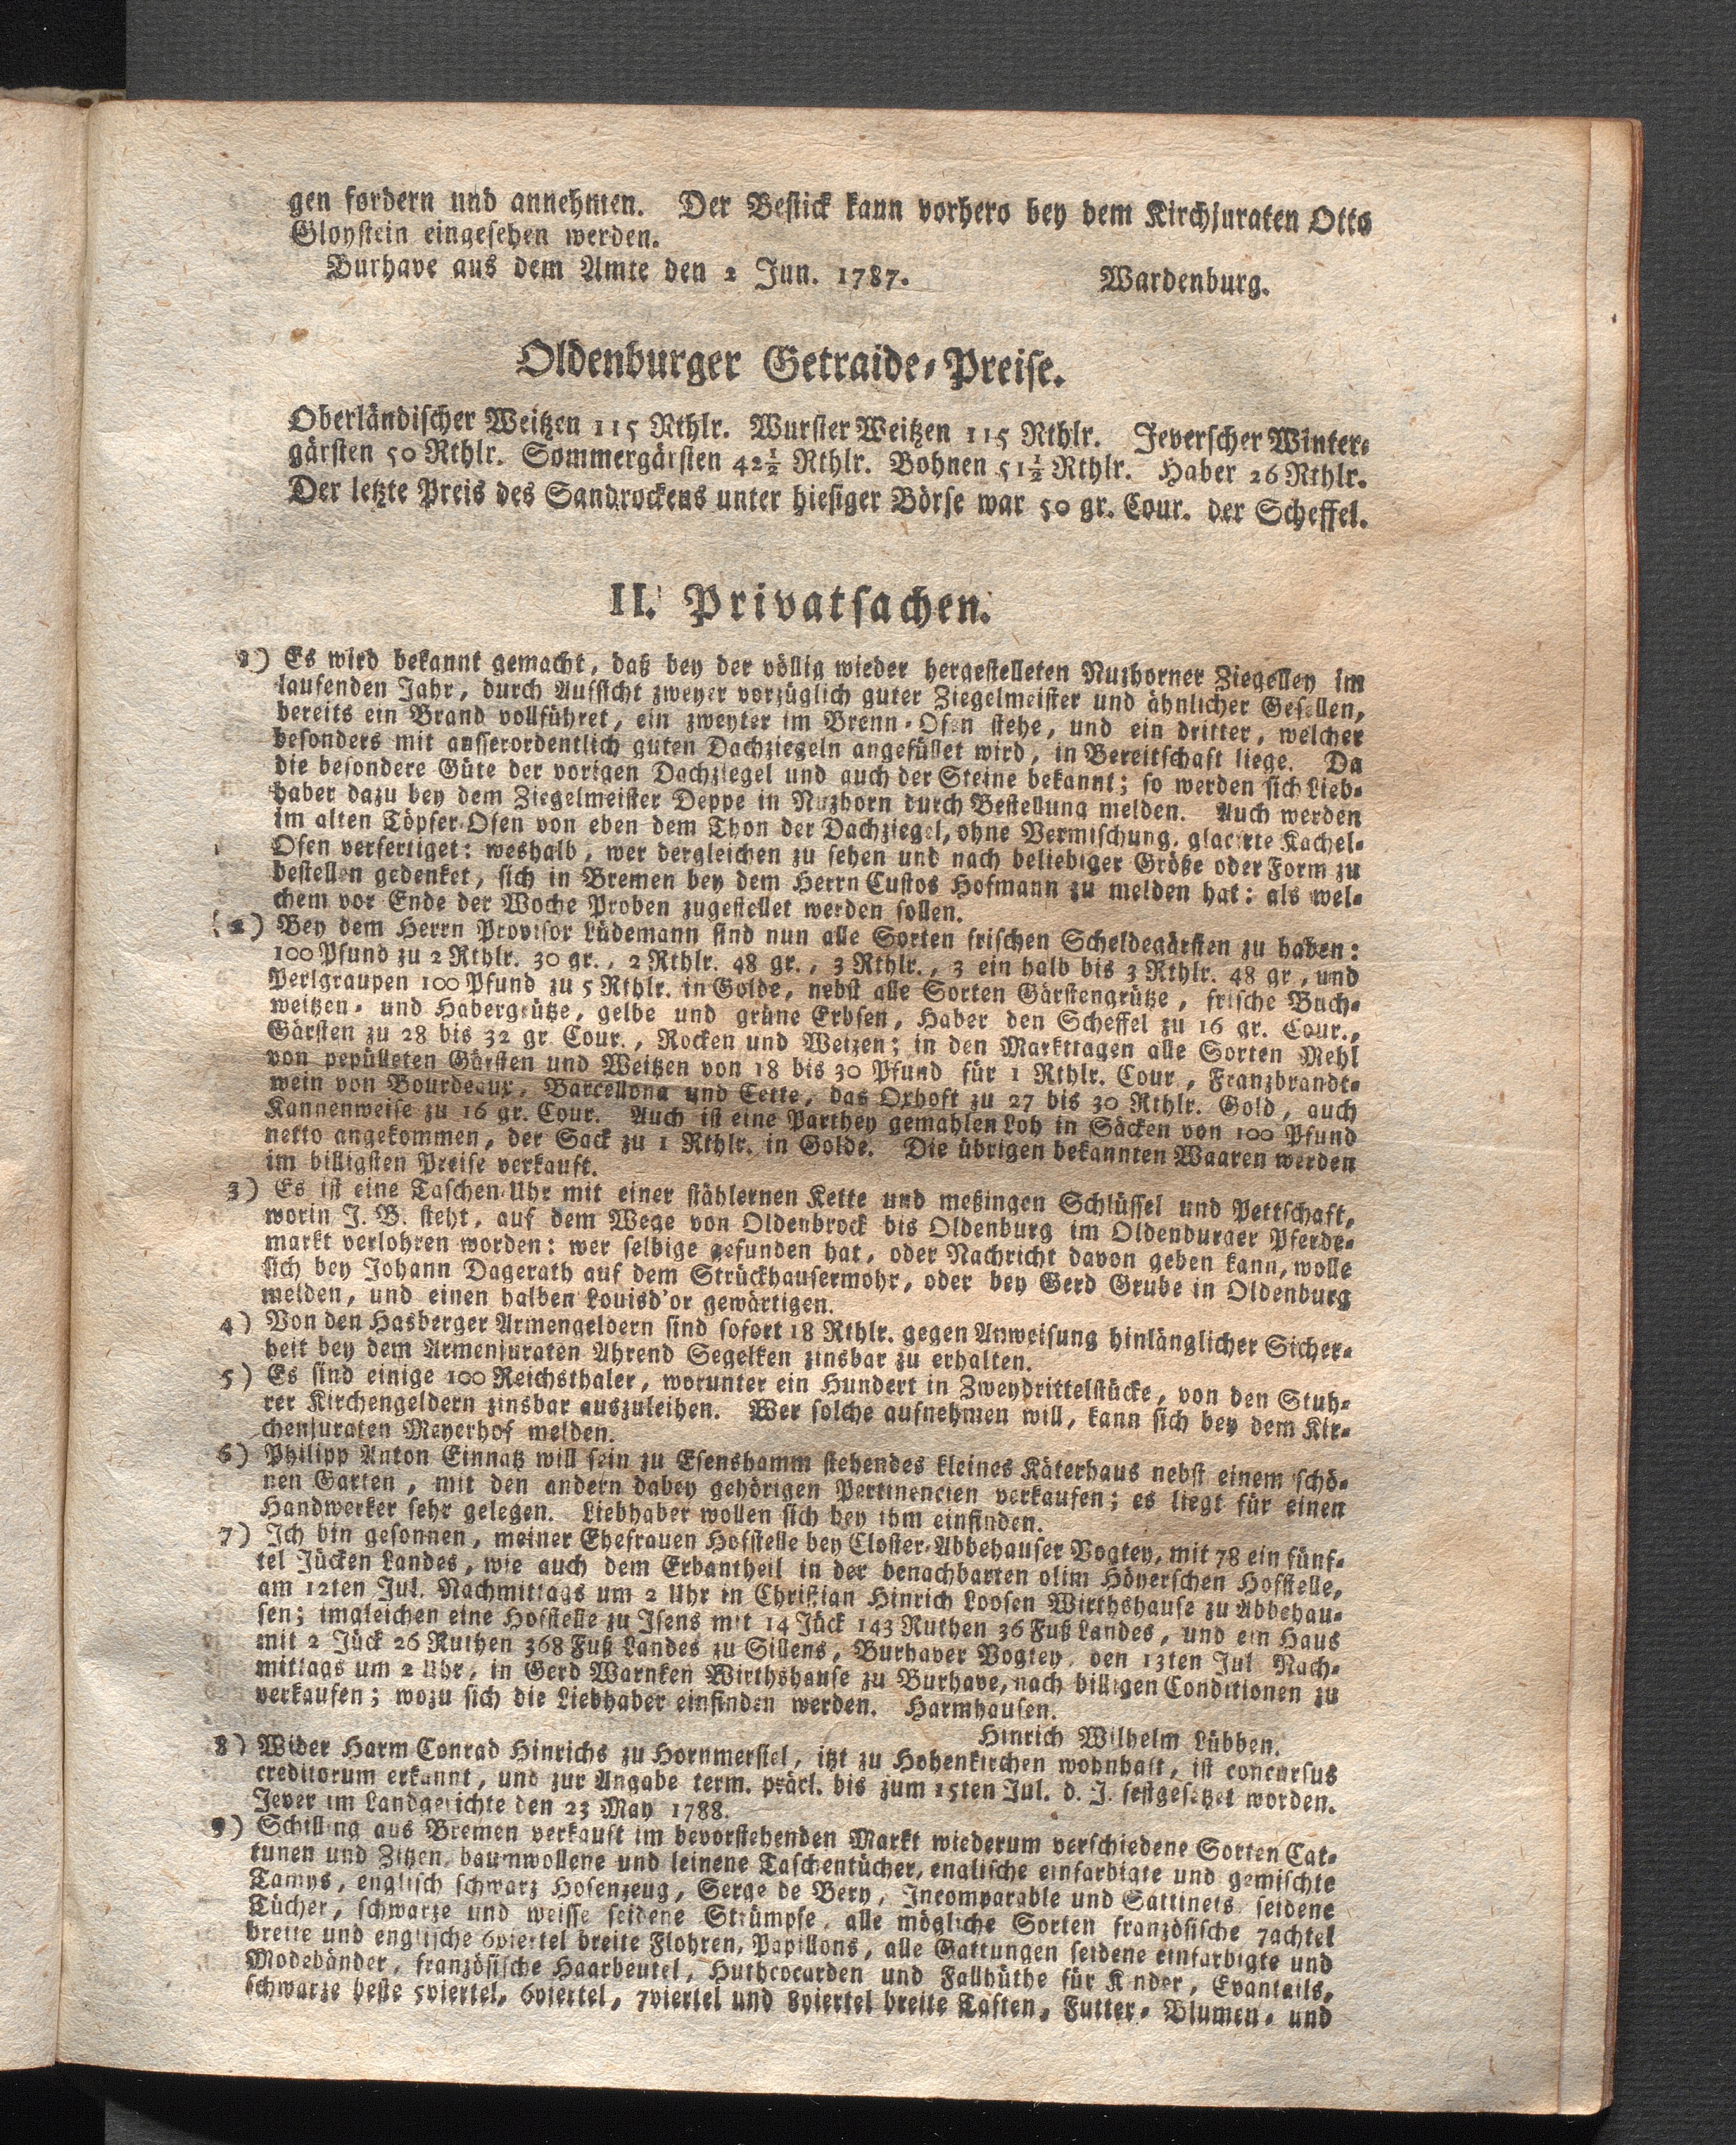 gen fordern und annehmen. Der Bestick kann vorhero bey dem Kirchjuraten Otto
Gloystein eingesehen werden.
Burhave aus dem Amte den 2 Jun. 1787. Wardenburg.
Oldenburger Getraide-Preise.
Oberländischer Weitzen 115 Rthlr. Wurster Weitzen 115 Rthlr. Jeverscher Winter-
gärsten 50 Rthlr. Sommergärsten 42½ Rthlr. Bohnen 51½ Rthlr. Haber 26 Rthlr.
Der letzte Preis des Sandrockens unter hiesiger Börse war 50 gr. Cour. der Scheffel.
II. Privatsachen.
1) Es wird bekannt gemacht, daß bey der völlig wieder hergestelleten Nuzhorner Ziegelley im
laufenden Jahr, durch Aufsicht zweyer vorzüglich guter Ziegelmeister und ähnlicher Gesellen,
bereits ein Brand vollführet, ein zweyter im Brenn-Ofen stehe, und ein dritter, welcher
besonders mit ausserordentlich guten Dachziegeln angefüllet wird, in Bereitschaft liege. Da
die besondere Güte der vorigen Dachziegel und auch der Steine bekannt; so werden sich Lieb-
haber dazu bey dem Ziegelmeister Deppe in Nuzhorn durch Bestellung melden. Auch werden
im alten Töpfer-Ofen von eben dem Thon der Dachziegel, ohne Vermischung, glacirte Kachel-
Ofen verfertiget: weshalb, wer dergleichen zu sehen und nach beliebiger Größe oder Form zu
bestellen gedenket, sich in Bremen bey dem Herrn Custos Hofmann zu melden hat: als wel-
chem vor Ende der Woche Proben zugestellet werden sollen.
2) Bey dem Herrn Provisor Lüdemann sind nun alle Sorten frischen Scheldegärsten zu haben:
100 Pfund zu 2 Rthlr. 30 gr., 2 Rthlr. 48 gr., 3 Rthlr., 3 ein halb bis 3 Rthlr. 48 gr, und
Perlgraupen 100 Pfund zu 5 Rthlr. in Golde, nebst alle Sorten Gärstengrütze, frische Buch-
weitzen- und Habergrütze, gelbe und grüne Erbsen, Haber den Scheffel zu 16 gr. Cour.,
Gärsten zu 28 bis 32 gr Cour., Rocken und Weizen; in den Markttagen alle Sorten Mehl
von pepülleten Gärsten und Weitzen von 18 bis 30 Pfund für 1 Rthlr. Cour, Franzbrandt-
wein von Bourdeaux, Barcellona und Cette, das Oxhoft zu 27 bis 30 Rthlr. Gold, auch
Kannenweise zu 16 gr. Cour. Auch ist eine Parthey gemahlen Loh in Säcken von 100 Pfund
netto angekommen, der Sack zu 1 Rthlr. in Golde. Die übrigen bekannten Waaren werden
im billigsten Preise verkauft.
3) Es ist eine Taschen-Uhr mit einer stählernen Kette und meßingen Schlüssel und Pettschaft,
worin J. B. steht, auf dem Wege von Oldenbrock bis Oldenburg im Oldenburger Pferde-
markt verlohren worden: wer selbige gefunden hat, oder Nachricht davon geben kann, wolle
sich bey Johann Dagerath auf dem Strückhausermohr, oder bey Gerd Grube in Oldenburg
melden, und einen halben Louisd'or gewärtigen.
4) Von den Hasberger Armengeldern sind sofort 18 Rthlr. gegen Anweisung hinlänglicher Sicher-
heit bey dem Armenjuraten Ahrend Segelken zinsbar zu erhalten.
5) Es sind einige 100 Reichsthaler, worunter ein Hundert in Zweydrittelstücke, von den Stuh-
rer Kirchengeldern zinsbar auszuleihen. Wer solche aufnehmen will, kann sich bey dem Kir-
chenjuraten Meyerhof melden.
6) Philipp Anton Einnatz will sein zu Esenshamm stehendes kleines Käterhaus nebst einem schö-
nen Garten, mit den andern dabey gehörigen Pertinencien verkaufen; es liegt für einen
Handwerker sehr gelegen. Liebhaber wollen sich bey ihm einfinden.
7) Ich bin gesonnen, meiner Ehefrauen Hofstelle bey Closter-Abbehauser Vogtey, mit 78 ein fünf-
tel Jücken Landes, wie auch dem Erbantheil in der benachbarten olim Höyerschen Hofstelle,
am 12ten Jul. Nachmittags um 2 Uhr in Christian Hinrich Loosen Wirthshause zu Abbehau-
sen; imgleichen eine Hofstelle zu Isens mit 14 Jück 143 Ruthen 36 Fuß Landes, und ein Haus
mit 2 Jück 26 Ruthen 368 Fuß Landes zu Sillens, Burhaver Vogtey, den 13ten Jul. Nach-
mittags um 2 Uhr, in Gerd Warnken Wirthshause zu Burhave, nach billigen Conditionen zu
verkaufen; wozu sich die Liebhaber einfinden werden. Harmhausen.
Hinrich Wilhelm Lübben.
8) Wider Harm Conrad Hinrichs zu Hornmersiel, itzt zu Hohenkirchen wohnhaft, ist concursus
creditorum erkannt, und zur Angabe term. präcl. bis zum 15ten Jul. d. J. festgesetzet worden.
Jever im Landgerichte den 23 May 1788.
9) Schilling aus Bremen verkauft im bevorstehenden Markt wiederum verschiedene Sorten Cat-
tunen und Zitzen, baumwollene und leinene Taschentücher, englische einfarbigte und gemischte
Tamys, englisch schwarz Hosenzeug, Serge de Bery, Incomparable und Sattinets, seidene
Tücher, schwarze und weisse seidene Strümpfe, alle mögliche Sorten französische 7achtel
breite und englische 6viertel breite Flohren, Papillons, alle Gattungen seidene einfarbigte und
Modebänder, französische Haarbeutel, Huthcocarden und Fallhüthe für Kinder, Evantails,
schwarze beste 5viertel, 6viertel, 7viertel und 8viertel breite Taften, Futter- Blumen- und